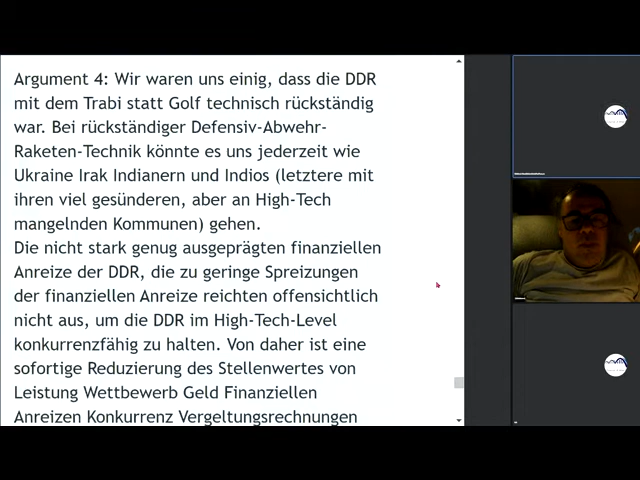 Argument 4: Wir waren uns einig, dass die DDR
mit dem Trabi statt Golf technisch rückständig
war. Bei rückständiger Defensiv-Abwehr-
Raketen-Technik könnte es uns jederzeit wie
Ukraine Irak Indianern und Indios (letztere mit
ihren viel gesünderen, aber an High-Tech
mangelnden Kommunen) gehen.
Die nicht stark genug ausgeprägten finanziellen
Anreize der DDR, die zu geringe Spreizungen
der finanziellen Anreize reichten offensichtlich
nicht aus, um die DDR im High-Tech-Level
konkurrenzfähig zu halten. Von daher ist eine
sofortige Reduzierung des Stellenwertes von
Leistung Wettbewerb Geld Finanziellen
Anreizen Konkurrenz Vergeltungsrechnungen